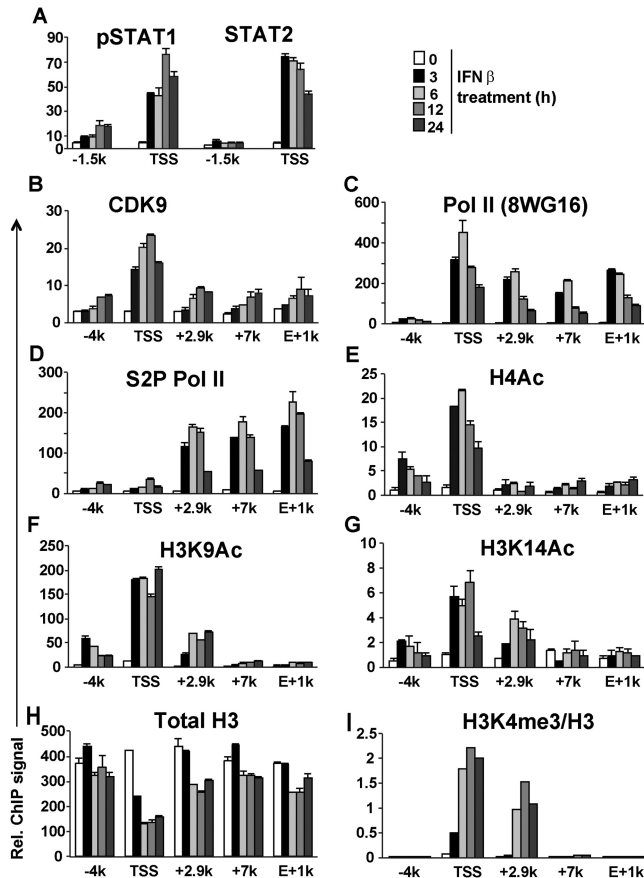 A
pSTAT1 STAT2
90
70
50
30
10
0
-1.5k TSS -1.5k TSS
0
3
6
12
24
IFN β
treatment (h)
B
CDK9
30
20
10
0
-4k TSS +2.9k +7k E+1k
C
Pol II (8WG16)
600
400
200
0
-4k TSS +2.9k +7k E+1k
D
S2P Pol II
300
200
150
100
50
0
-4k TSS +2.9k +7k E+1k
E
H4Ac
25
20
15
10
5
0
-4k TSS +2.9k +7k E+1k
F
H3K9Ac
250
200
150
100
50
0
-4k TSS +2.9k +7k E+1k
G
H3K14Ac
8
6
4
2
0
-4k TSS +2.9k +7k E+1k
H
Total H3
500
400
300
200
100
0
-4k TSS +2.9k +7k E+1k
I
H3K4me3/H3
2.5
2
1.5
1
0.5
0
-4k TSS +2.9k +7k E+1k
Rel. ChIP signal